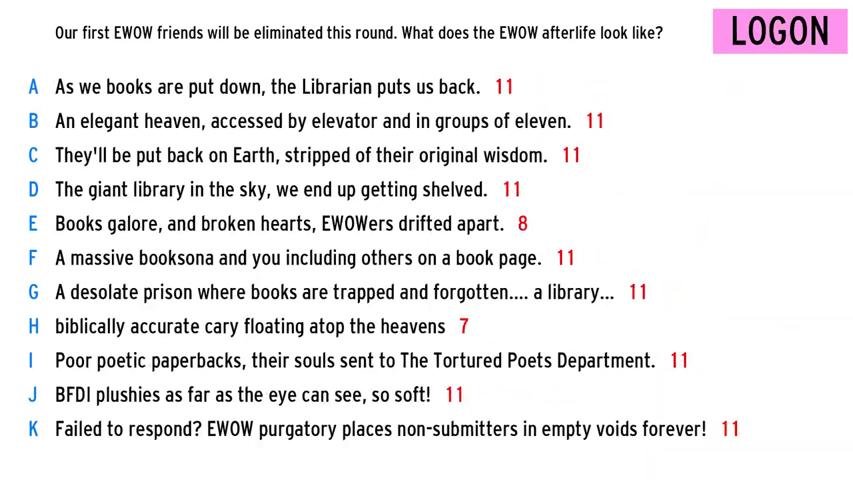 Our first EWOW friends will be eliminated this round. What does the EWOW afterlife look like?
LOGON
A As we books are put down, the Librarian puts us back. 11
B An elegant heaven, accessed by elevator and in groups of eleven. 11
C They'll be put back on Earth, stripped of their original wisdom. 11
D The giant library in the sky, we end up getting shelved. 11
E Books galore, and broken hearts, EWOWers drifted apart. 8
F A massive booksona and you including others on a book page. 11
G A desolate prison where books are trapped and forgotten.... a library... 11
H biblically accurate cary floating atop the heavens 7
I Poor poetic paperbacks, their souls sent to The Tortured Poets Department. 11
J BFDI plushies as far as the eye can see, so soft! 11
K Failed to respond? EWOW purgatory places non-submitters in empty voids forever! 11